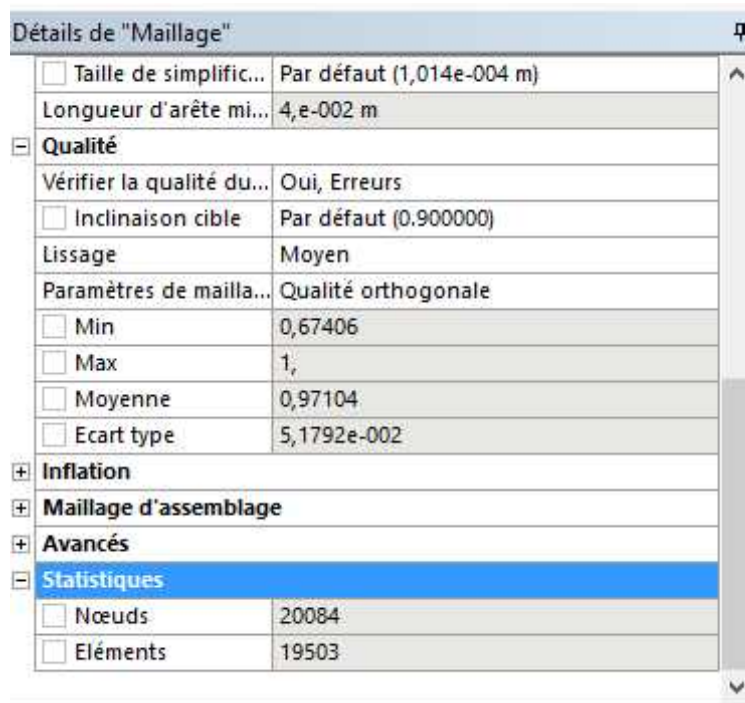 Détails de "Maillage"
Taille de simplific... Par défaut (1,014e-004 m)
Longueur d'arête mi... 4,e-002 m
Qualité
Vérifier la qualité du... Oui, Erreurs
Inclinaison cible Par défaut (0.900000)
Lissage Moyen
Paramètres de mailla... Qualité orthogonale
Min 0,67406
Max 1,
Moyenne 0,97104
Ecart type 5,1792e-002
Inflation
Maillage d'assemblage
Avancés
Statistiques
Nœuds 20084
Eléments 19503